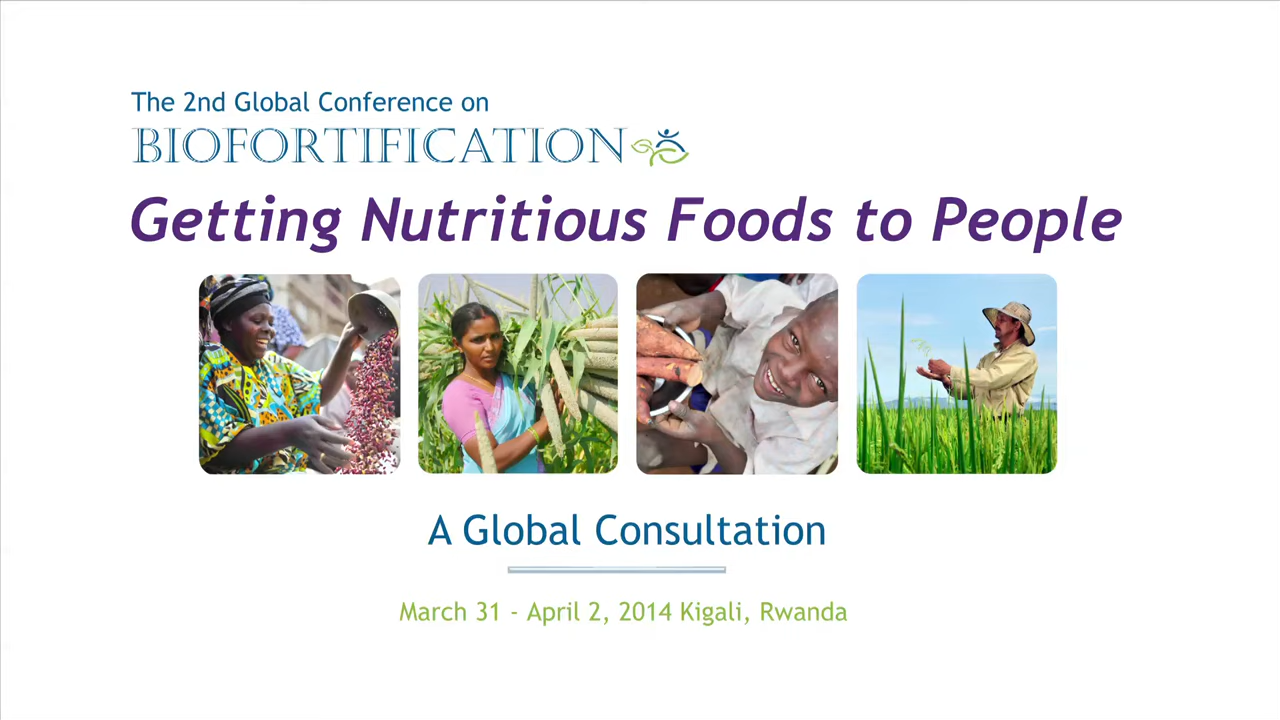 The 2nd Global Conference on
BIOFORTIFICATION
Getting Nutritious Foods to People
A Global Consultation
March 31 - April 2, 2014 Kigali, Rwanda